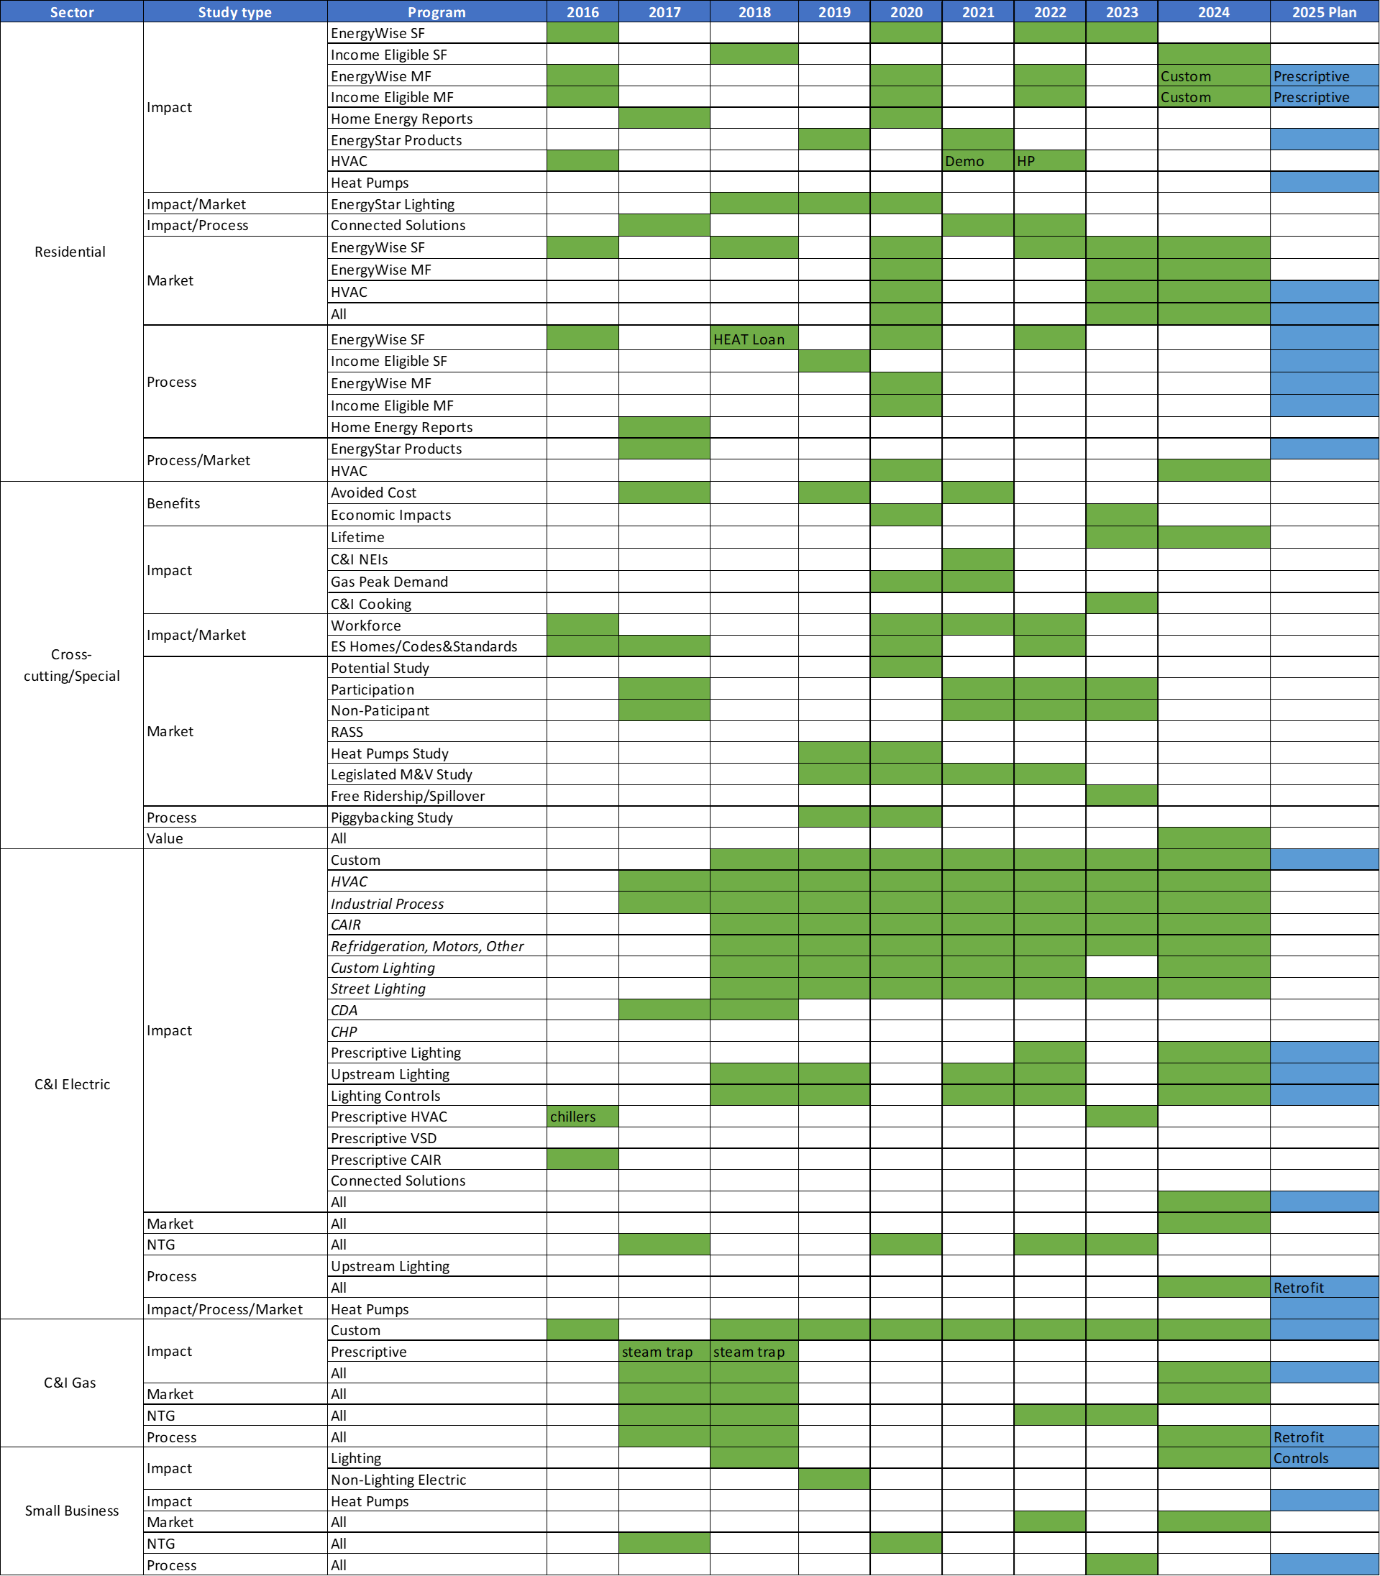 Sector Study type Program 2016 2017 2018 2019 2020 2021 2022 2023 2024 2025 Plan
EnergyWise SF
Income Eligible SF
EnergyWise MF Custom Prescriptive
Income Eligible MF Custom Prescriptive
Impact
Home Energy Reports
EnergyStar Products
HVAC Demo HP
Heat Pumps
Impact/Market EnergyStar Lighting
Impact/Process Connected Solutions
EnergyWise SF
Residential
EnergyWise MF
Market
HVAC
All
EnergyWise SF HEAT Loan
Income Eligible SF
Process EnergyWise MF
Income Eligible MF
Home Energy Reports
EnergyStar Products
Process/Market
HVAC
Avoided Cost
Benefits
Economic Impacts
Lifetime
C&I NEIs
Impact
Gas Peak Demand
C&I Cooking
Workforce
Impact/Market
ES Homes/Codes&Standards
Cross-
cutting/Special
Potential Study
Participation
Non-Paticipant
Market RASS
Heat Pumps Study
Legislated M&V Study
Free Ridership/Spillover
Process Piggybacking Study
Value All
Custom
HVAC
Industrial Process
CAIR
Refridgeration, Motors, Other
Custom Lighting
Street Lighting
CDA
Impact CHP
Prescriptive Lighting
Upstream Lighting
C&I Electric
Lighting Controls
Prescriptive HVAC chillers
Prescriptive VSD
Prescriptive CAIR
Connected Solutions
All
Market All
NTG All
Upstream Lighting
Process
All Retrofit
Impact/Process/Market Heat Pumps
Custom
Impact Prescriptive steam trap steam trap
All
C&I Gas
Market All
NTG All
Process All Retrofit
Lighting Controls
Impact
Non-Lighting Electric
Impact Heat Pumps
Small Business
Market All
NTG All
Process All